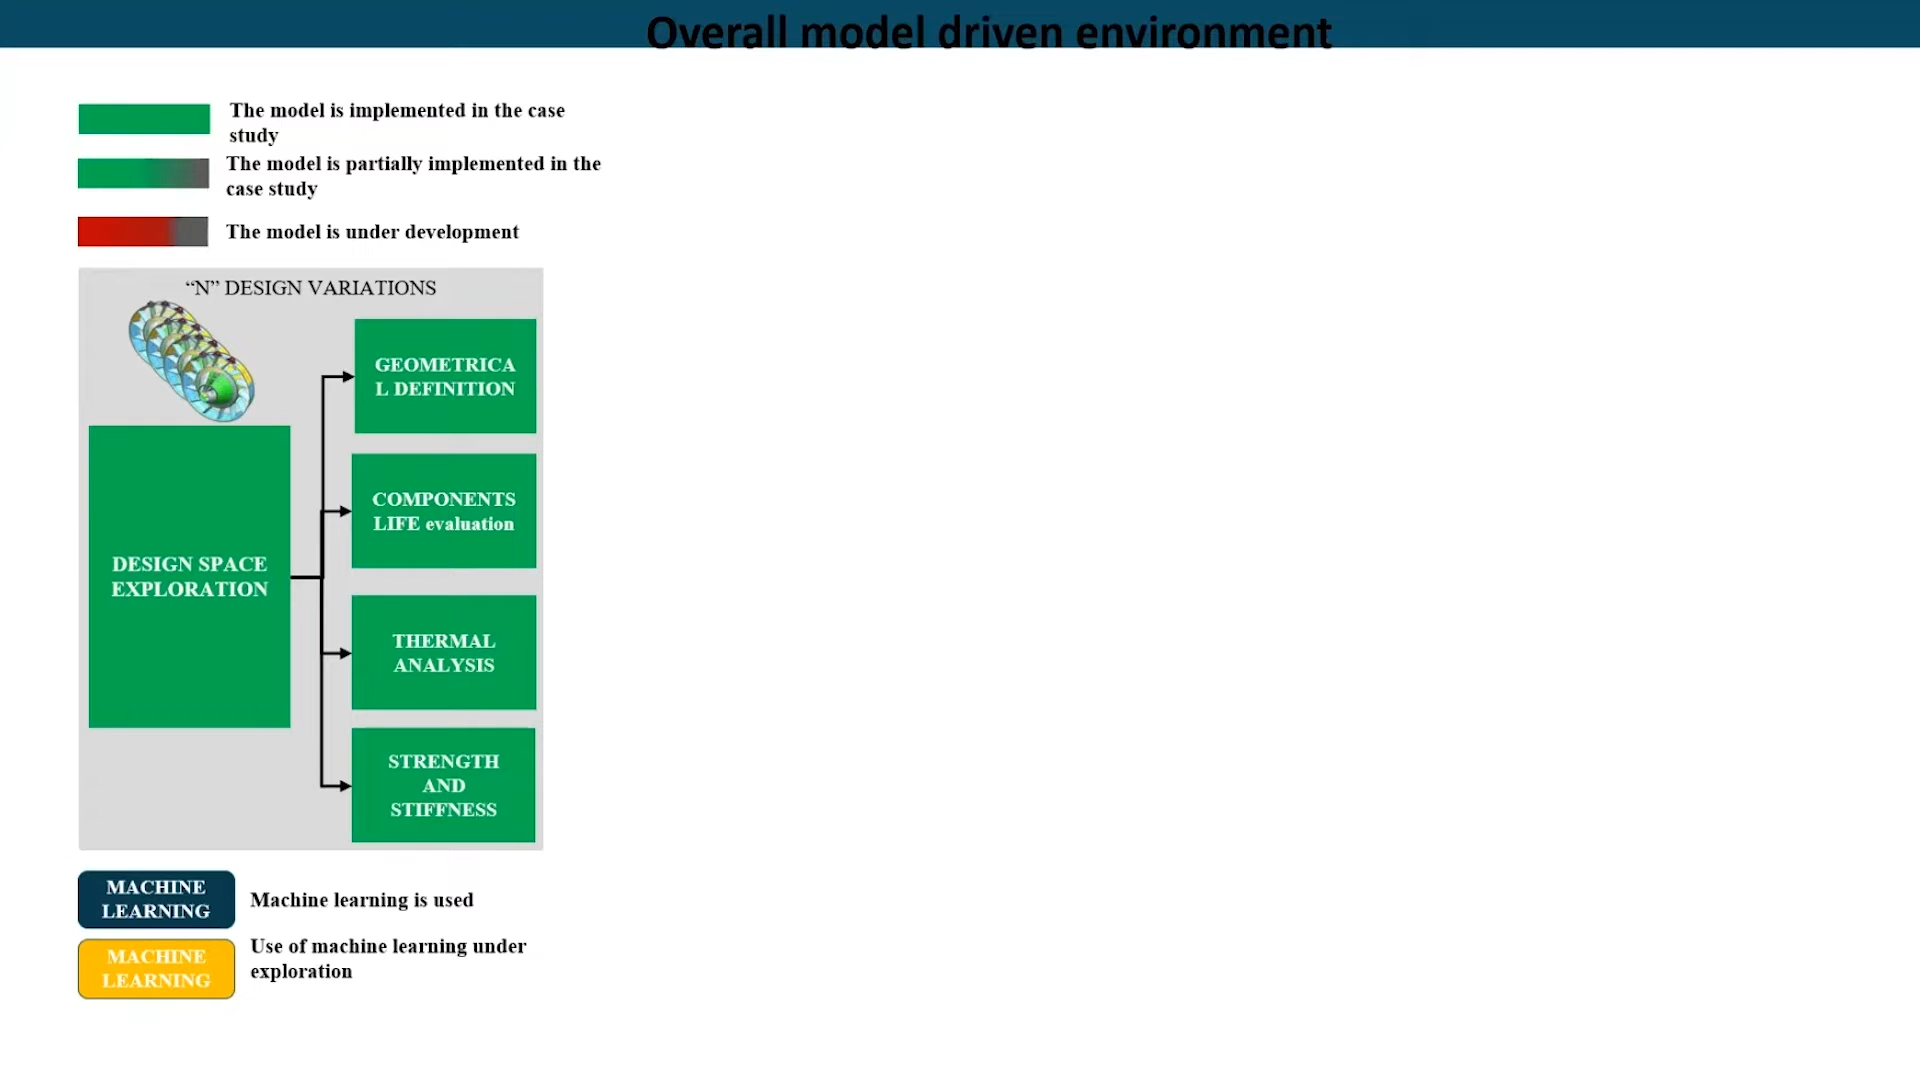 Overall model driven environment
The model is implemented in the case
study
The model is partially implemented in the
case study
The model is under development
“N” DESIGN VARIATIONS
GEOMETRICA
L DEFINITION
COMPONENTS
LIFE evaluation
DESIGN SPACE
EXPLORATION
THERMAL
ANALYSIS
STRENGTH
AND
STIFFNESS
MACHINE
LEARNING
Machine learning is used
MACHINE
LEARNING
Use of machine learning under
exploration